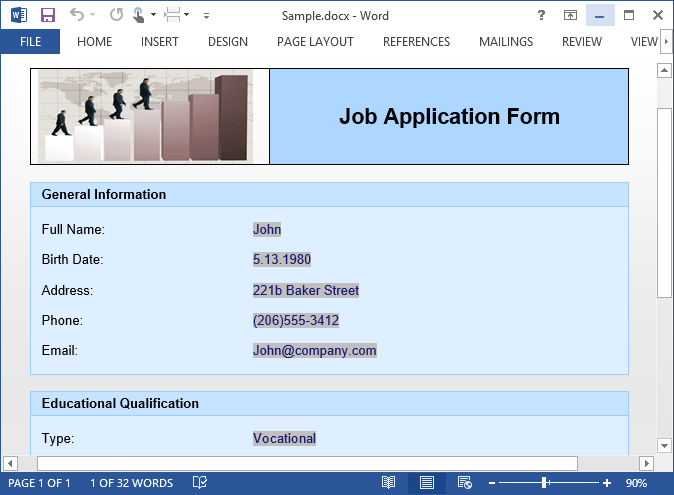 Sample.docx - Word
?
FILE HOME INSERT DESIGN PAGE LAYOUT REFERENCES MAILINGS REVIEW VIEW
Job Application Form
General Information
Full Name: John
Birth Date: 5.13.1980
Address: 221b Baker Street
Phone: (206)555-3412
Email: John@company.com
Educational Qualification
Type: Vocational
PAGE 1 OF 1 1 OF 32 WORDS 90%